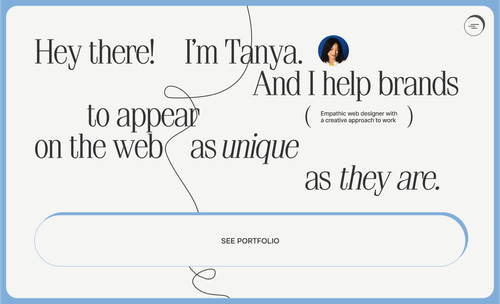 Hey there! I'm Tanya.
And I help brands
to appear
( Empathic web designer with
a creative approach to work )
on the web as unique
as they are.
SEE PORTFOLIO